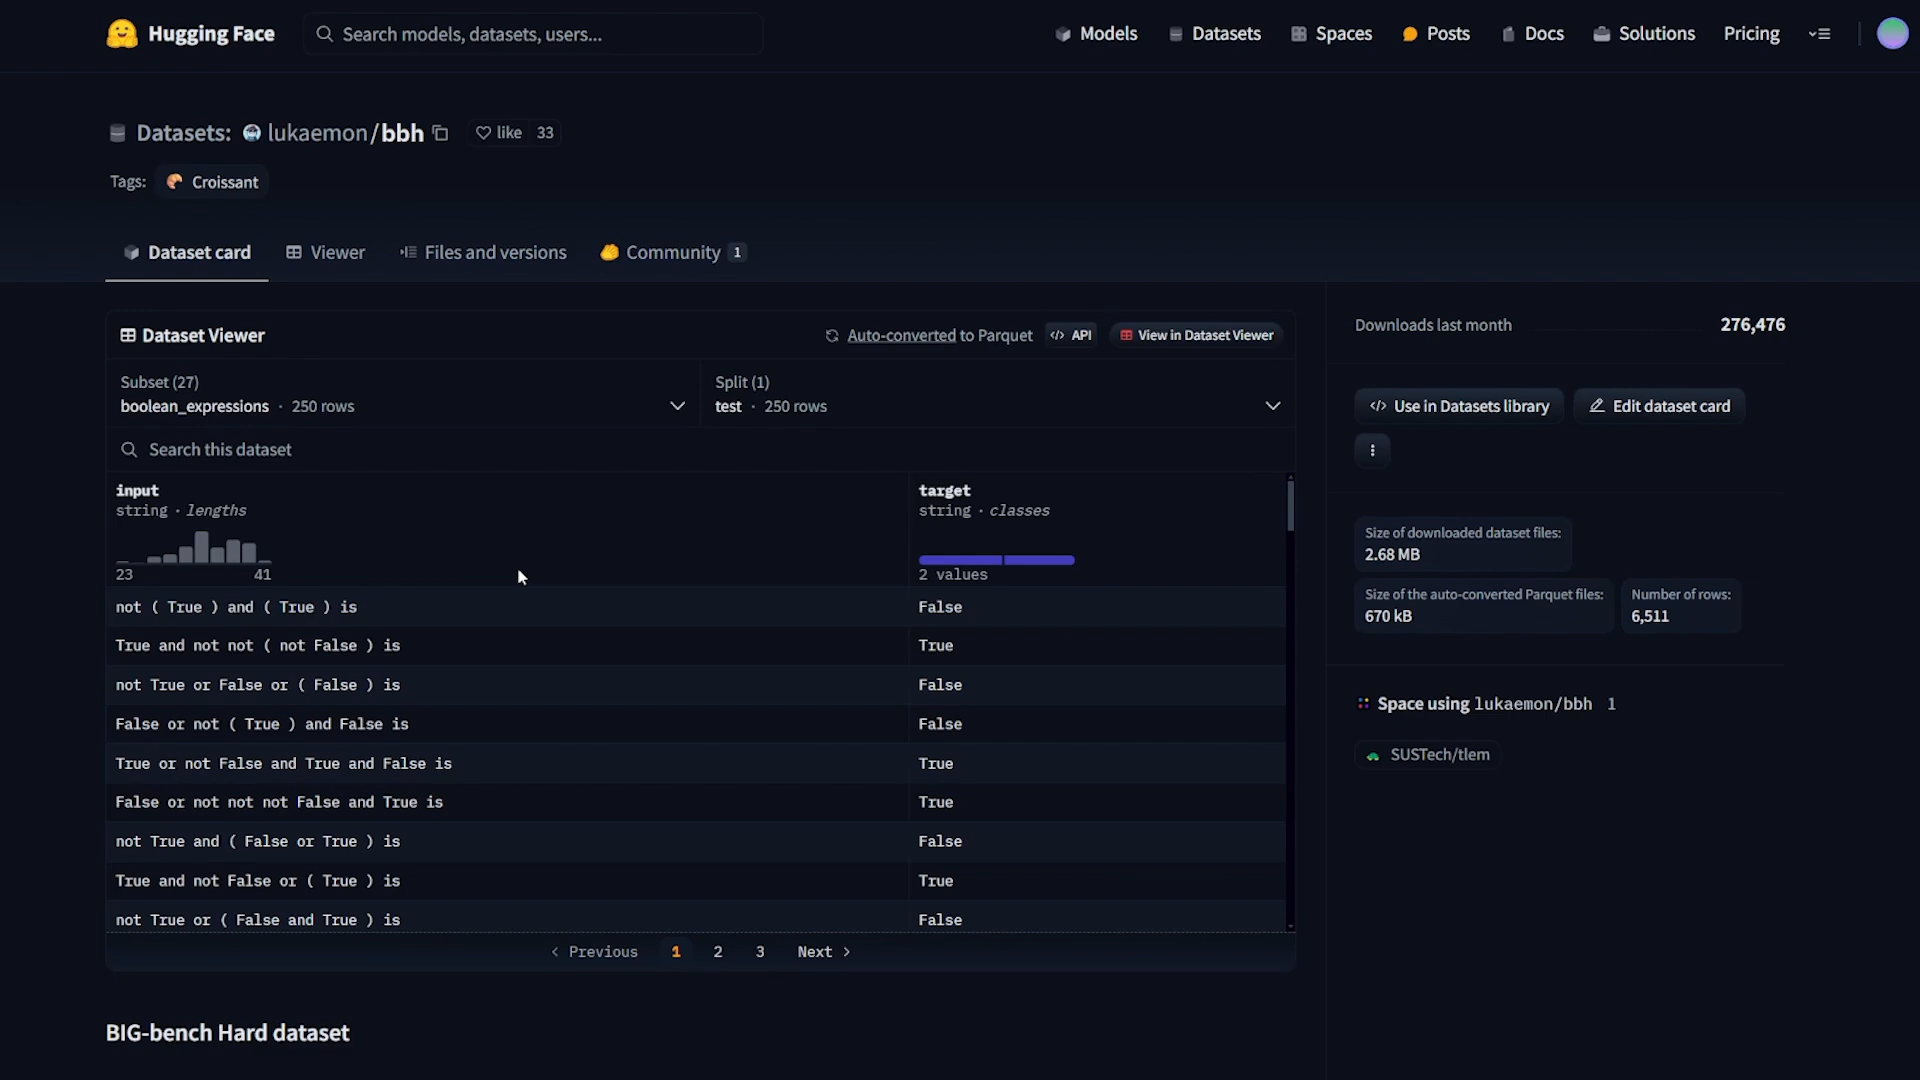 Hugging Face
Search models, datasets, users...
Models
Datasets
Spaces
Posts
Docs
Solutions
Pricing
Datasets: lukaemon/bbh
like 33
Tags: Croissant
Dataset card
Viewer
Files and versions
Community 1
Dataset Viewer
Auto-converted to Parquet
</> API
View in Dataset Viewer
Subset (27)
boolean_expressions · 250 rows
Split (1)
test · 250 rows
Search this dataset
input
string · lengths
23 41
target
string · classes
2 values
not ( True ) and ( True ) is False
True and not not ( not False ) is True
not True or False or ( False ) is False
False or not ( True ) and False is False
True or not False and True and False is True
False or not not not False and True is True
not True and ( False or True ) is False
True and not False or ( True ) is True
not True or ( False and True ) is False
< Previous 1 2 3 Next >
BIG-bench Hard dataset
Downloads last month 276,476
</> Use in Datasets library
Edit dataset card
Size of downloaded dataset files:
2.68 MB
Size of the auto-converted Parquet files:
670 kB
Number of rows:
6,511
Space using lukaemon/bbh 1
SUSTech/tlem